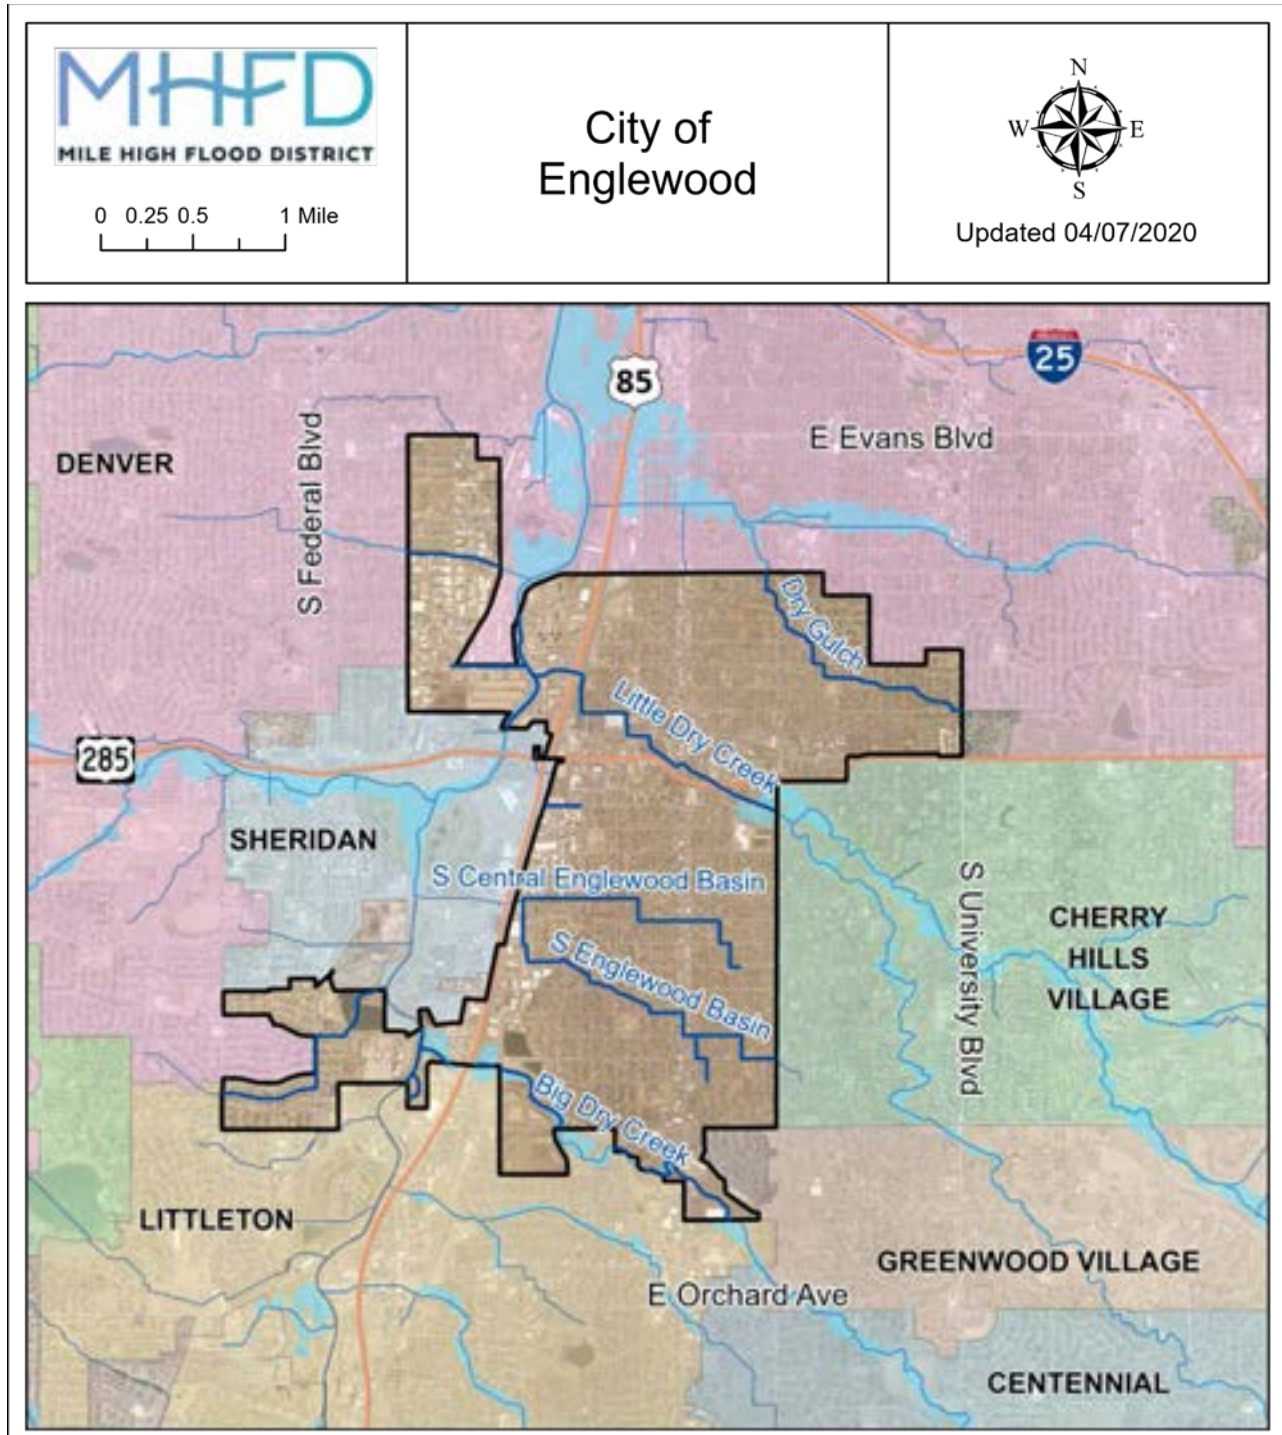 MHFD
MILE HIGH FLOOD DISTRICT
0 0.25 0.5 1 Mile
City of
Englewood
N
W E
S
Updated 04/07/2020
25
85
E Evans Blvd
DENVER
S Federal Blvd
Dry Gulch
Little Dry Creek
285
SHERIDAN
S Central Englewood Basin
S University Blvd
CHERRY
HILLS
VILLAGE
S Englewood Basin
Big Dry Creek
LITTLETON
GREENWOOD VILLAGE
E Orchard Ave
CENTENNIAL